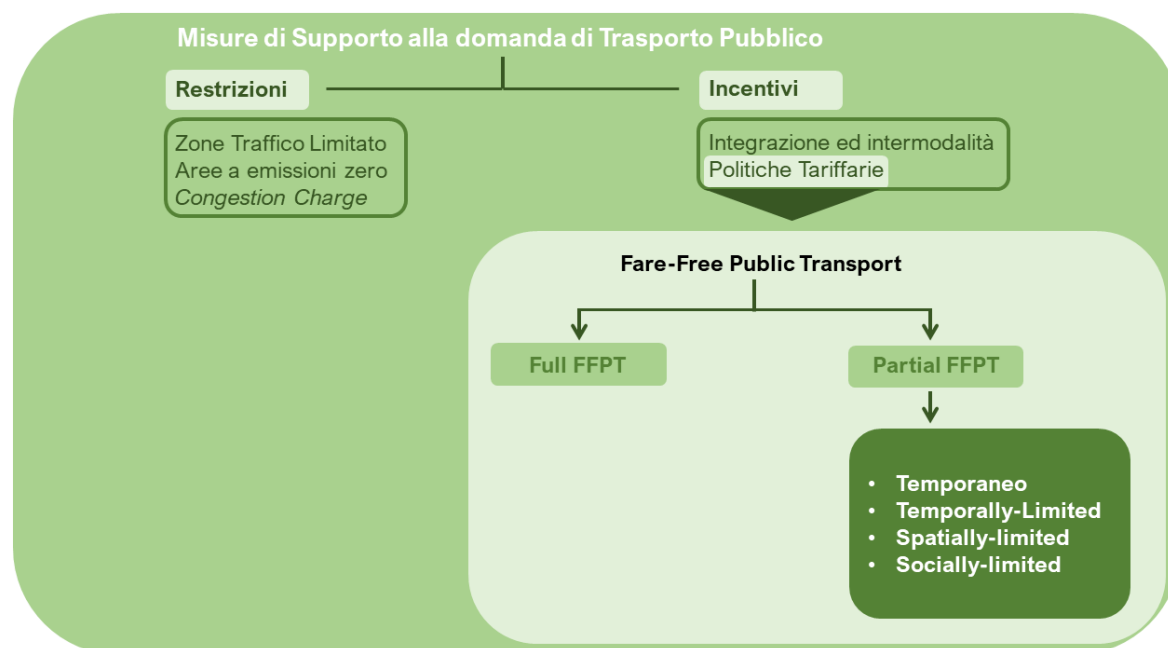 Misure di Supporto alla domanda di Trasporto Pubblico
Restrizioni
Zone Traffico Limitato
Aree a emissioni zero
Congestion Charge
Incentivi
Integrazione ed intermodalità
Politiche Tariffarie
Fare-Free Public Transport
Full FFPT
Partial FFPT
• Temporaneo
• Temporally-Limited
• Spatially-limited
• Socially-limited